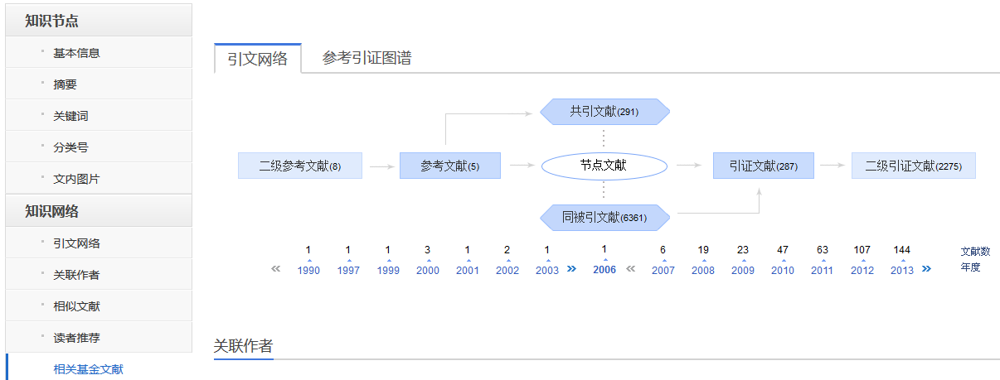 知识节点
基本信息
摘要
关键词
分类号
文内图片
知识网络
引文网络
关联作者
相似文献
读者推荐
相关基金文献
引文网络 参考引证图谱
共引文献(291)
二级参考文献(8) 参考文献(5) 节点文献 引证文献(287) 二级引证文献(2275)
同被引文献(6361)
1 1 1 3 1 2 1 1 6 19 23 47 63 107 144 文献数
« 1990 1997 1999 2000 2001 2002 2003 » 2006 « 2007 2008 2009 2010 2011 2012 2013 » 年度
关联作者